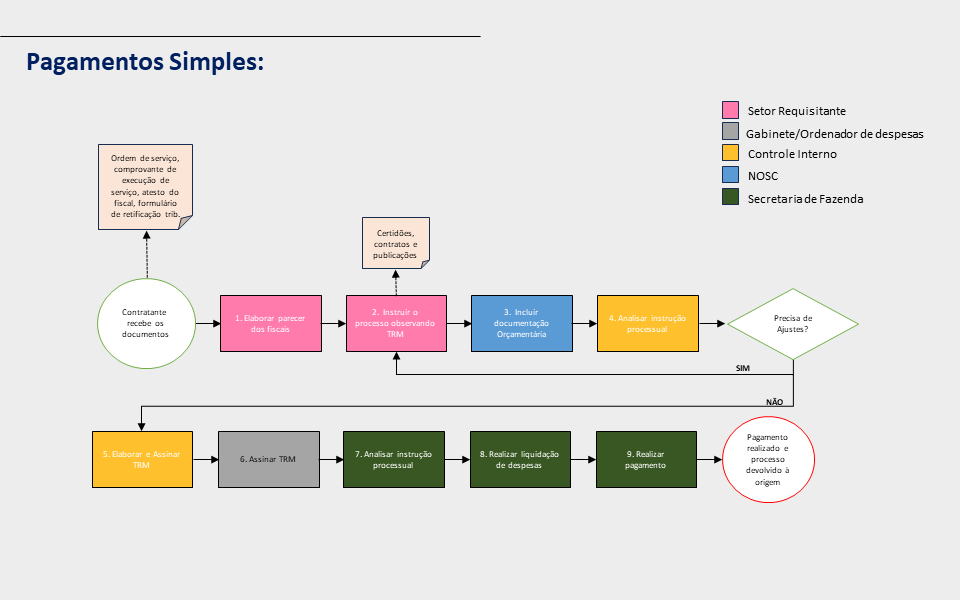 Pagamentos Simples:
Setor Requisitante
Gabinete/Ordenador de despesas
Controle Interno
NOSC
Secretaria de Fazenda
Ordem de serviço,
comprovante de
execução de
serviço, atesto do
fiscal, formulário
de retificação trib.
Certidões,
contratos e
publicações
Contratante
recebe os
documentos
1. Elaborar parecer
dos fiscais
2. Instruir o
processo observando
TRM
3. Incluir
documentação
Orçamentária
4. Analisar instrução
processual
Precisa de
Ajustes?
SIM
NÃO
5. Elaborar e Assinar
TRM
6. Assinar TRM
7. Analisar instrução
processual
8. Realizar liquidação
de despesas
9. Realizar
pagamento
Pagamento
realizado e
processo
devolvido à
origem